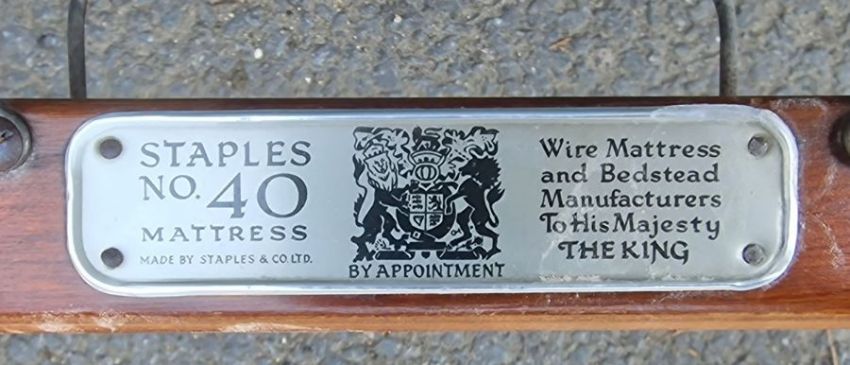 STAPLES
NO. 40
MATTRESS
MADE BY STAPLES & CO. LTD.
BY APPOINTMENT
Wire Mattress
and Bedstead
Manufacturers
To His Majesty
THE KING